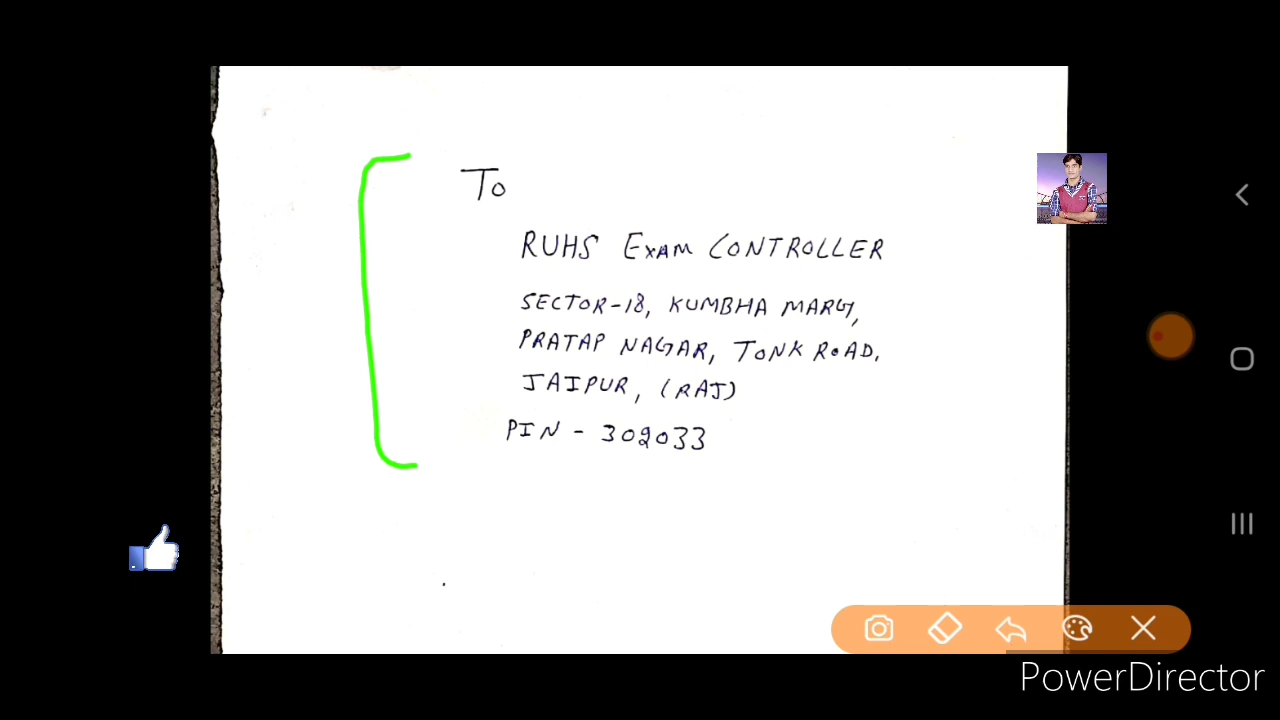 To
RUHS EXAM CONTROLLER
SECTOR-18, KUMBHA MARG,
PRATAP NAGAR, TONK ROAD,
JAIPUR, (RAJ)
PIN - 302033
PowerDirector